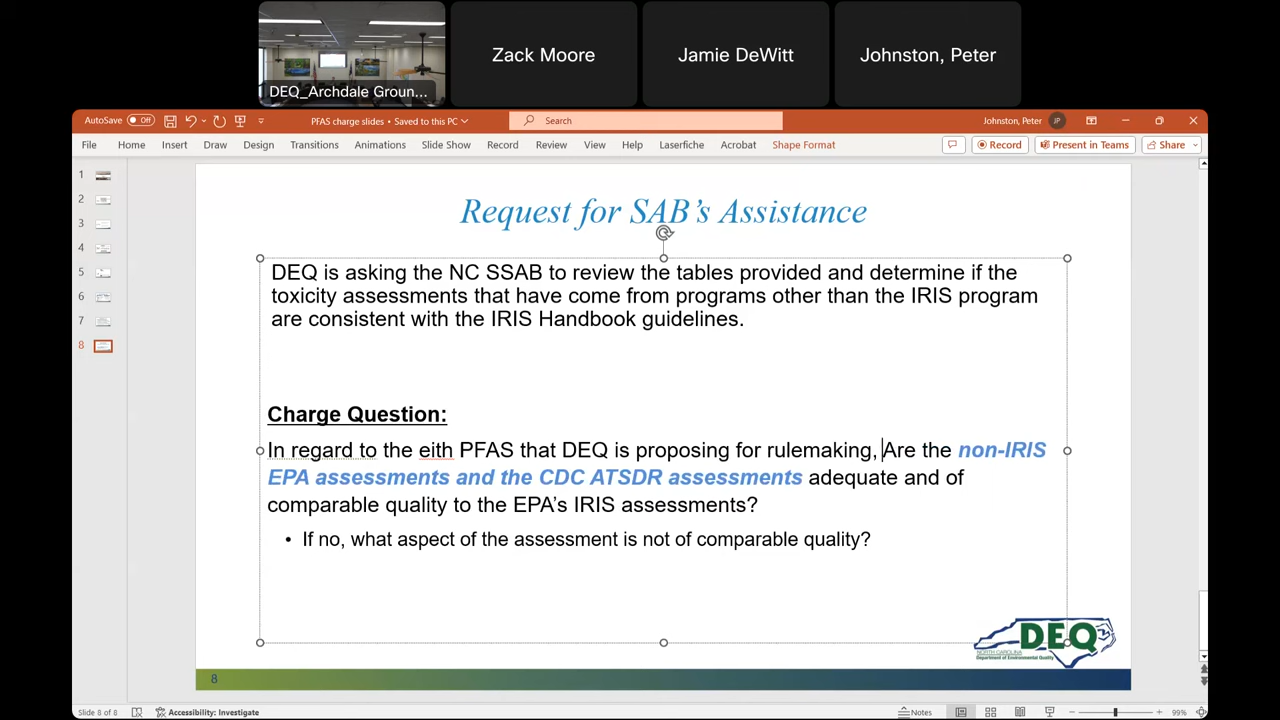 DEQ_Archdale Groun...
Zack Moore
Jamie DeWitt
Johnston, Peter
AutoSave Off
PFAS charge slides • Saved to this PC
Search
Johnston, Peter JP
File Home Insert Draw Design Transitions Animations Slide Show Record Review View Help Laserfiche Acrobat Shape Format
Record Present in Teams Share
1
2
3
4
5
6
7
8
Request for SAB's Assistance
DEQ is asking the NC SSAB to review the tables provided and determine if the
toxicity assessments that have come from programs other than the IRIS program
are consistent with the IRIS Handbook guidelines.
Charge Question:
In regard to the eith PFAS that DEQ is proposing for rulemaking, Are the non-IRIS
EPA assessments and the CDC ATSDR assessments adequate and of
comparable quality to the EPA's IRIS assessments?
• If no, what aspect of the assessment is not of comparable quality?
DEQ
NORTH CAROLINA
Department of Environmental Quality
8
Slide 8 of 8 Accessibility: Investigate Notes 99%